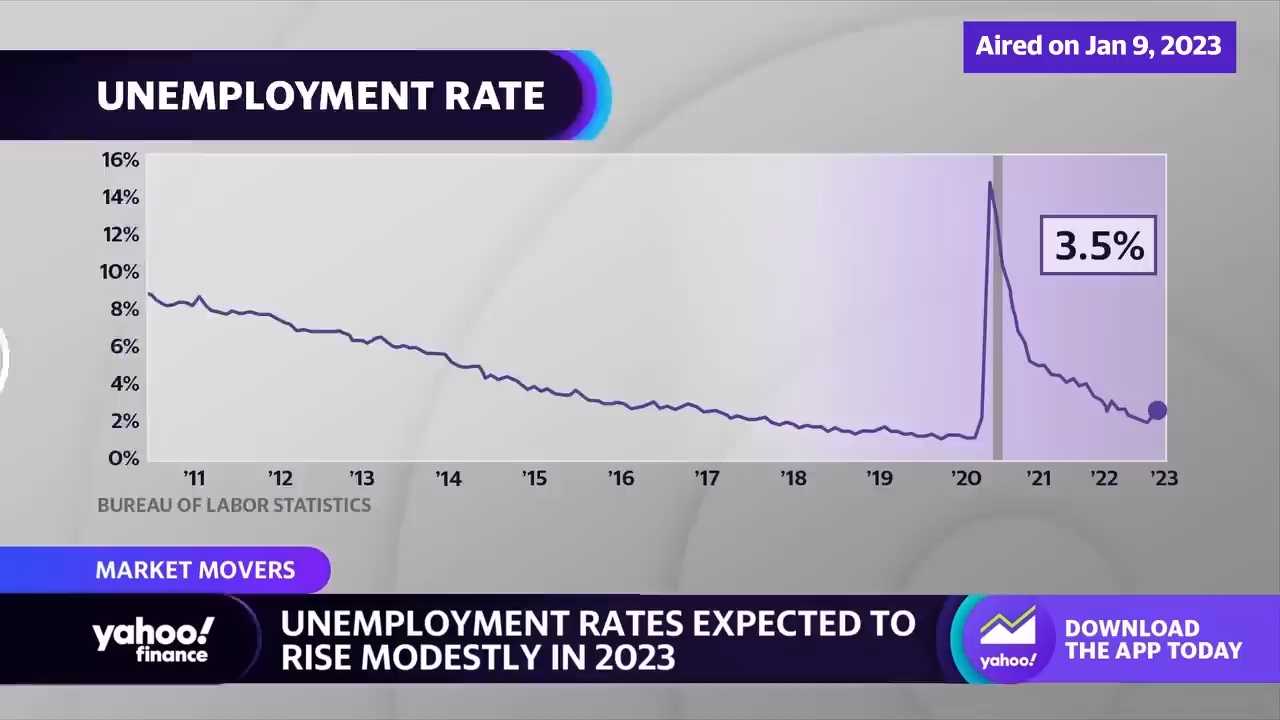 Aired on Jan 9, 2023
UNEMPLOYMENT RATE
16%
14%
12%
10%
8%
6%
4%
2%
0%
3.5%
’11 ’12 ’13 ’14 ’15 ’16 ’17 ’18 ’19 ’20 ’21 ’22 ’23
BUREAU OF LABOR STATISTICS
MARKET MOVERS
yahoo!
finance
UNEMPLOYMENT RATES EXPECTED TO
RISE MODESTLY IN 2023
yahoo!
DOWNLOAD
THE APP TODAY